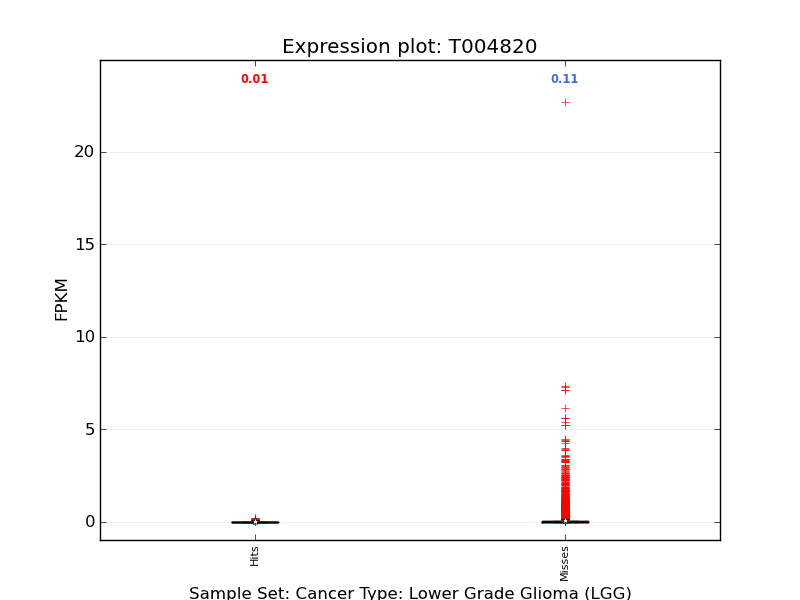 Expression plot: T004820
0.01 0.11
20
15
10
5
0
FPKM
Hits Misses
Sample Set: Cancer Type: Lower Grade Glioma (LGG)